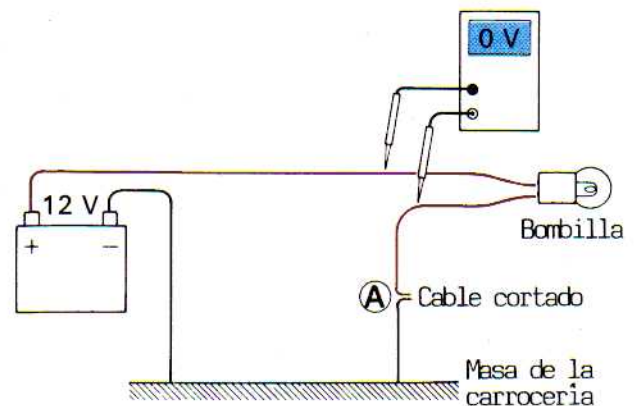 0 V
12 V
+ −
Bombilla
A Cable cortado
Masa de la
carroceria